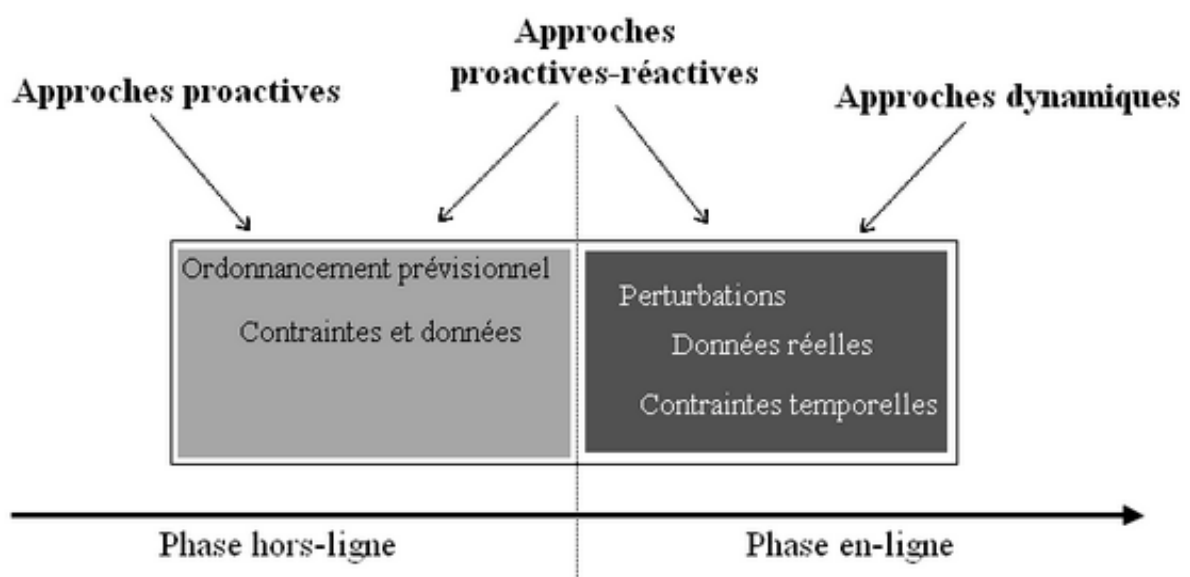 Approches
proactives-réactives
Approches proactives
Approches dynamiques
Ordonnancement prévisionnel
Contraintes et données
Perturbations
Données réelles
Contraintes temporelles
Phase hors-ligne
Phase en-ligne